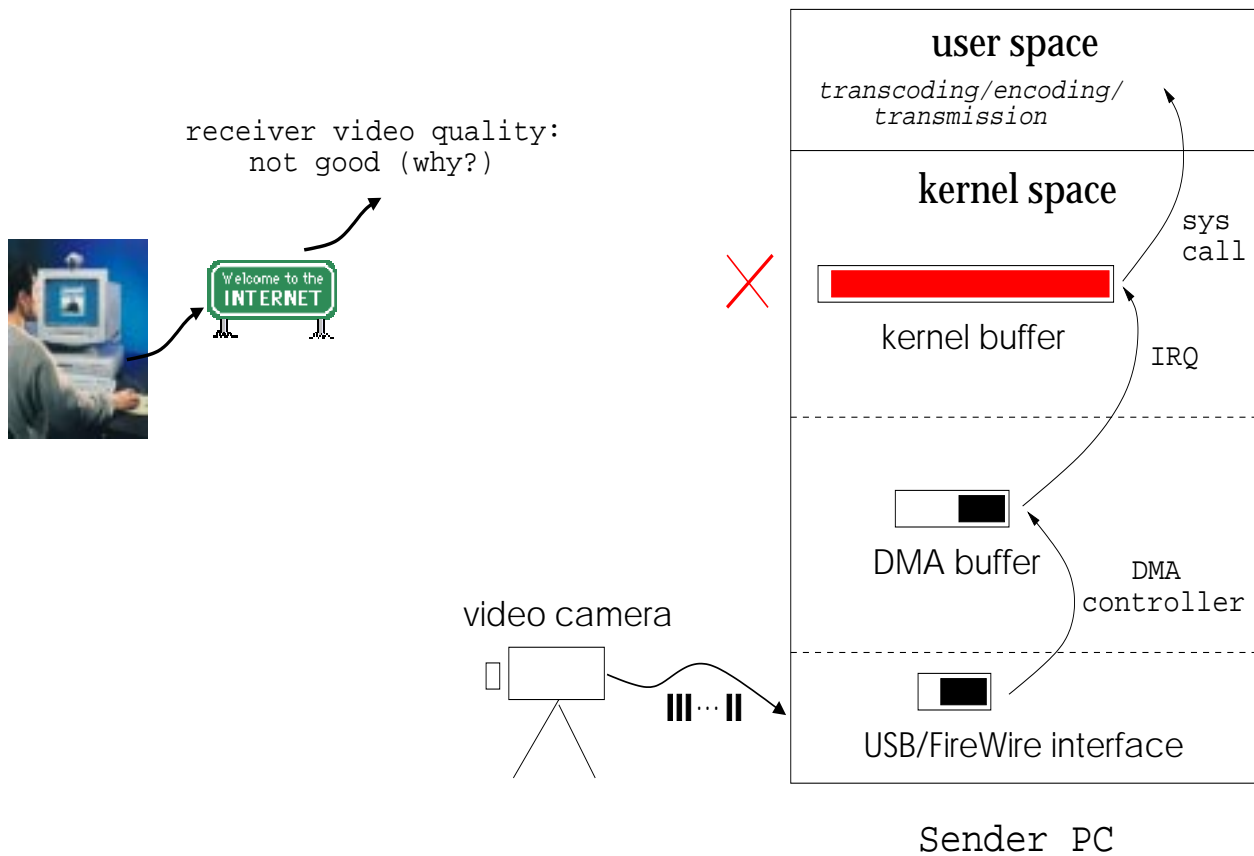 user space
transcoding/encoding/
transmission
receiver video quality:
not good (why?)
kernel space
sys
call
Welcome to the
INTERNET
kernel buffer
IRQ
DMA buffer
DMA
controller
video camera
USB/FireWire interface
Sender PC